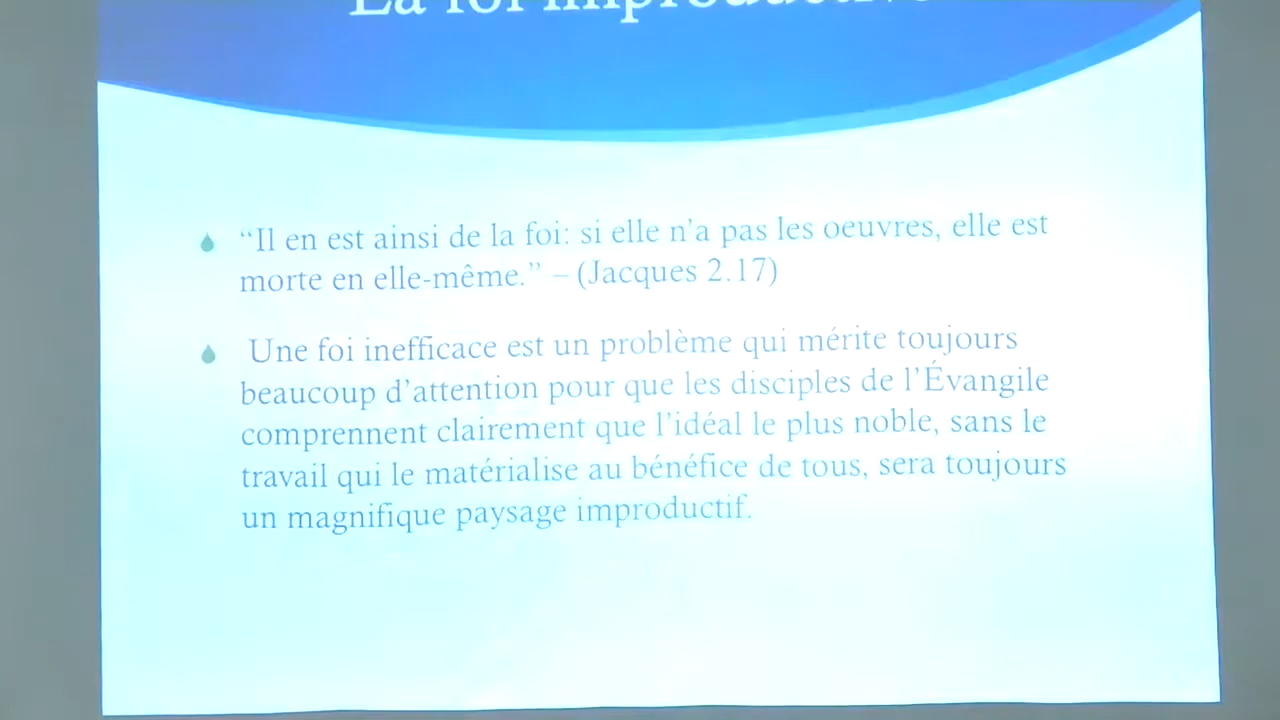 La foi improductive
“Il en est ainsi de la foi: si elle n’a pas les oeuvres, elle est
morte en elle-même.” – (Jacques 2.17)
Une foi inefficace est un problème qui mérite toujours
beaucoup d’attention pour que les disciples de l’Évangile
comprennent clairement que l’idéal le plus noble, sans le
travail qui le matérialise au bénéfice de tous, sera toujours
un magnifique paysage improductif.